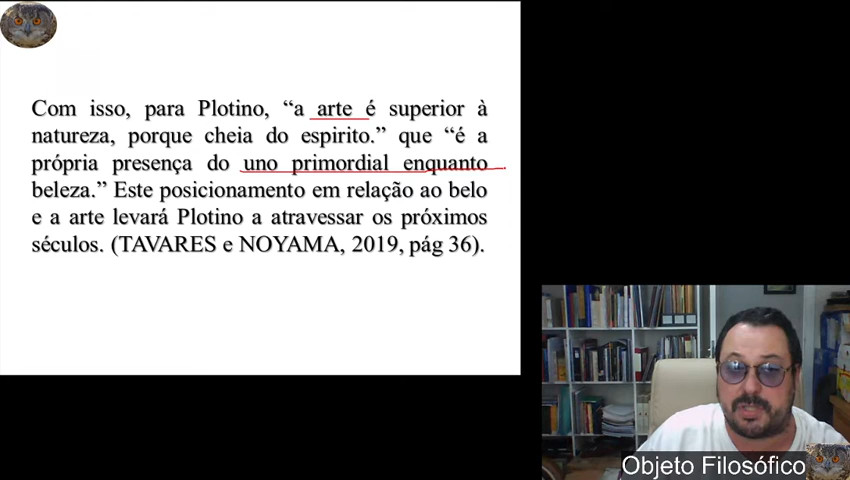 Com isso, para Plotino, “a arte é superior à
natureza, porque cheia do espirito.” que “é a
própria presença do uno primordial enquanto
beleza.” Este posicionamento em relação ao belo
e a arte levará Plotino a atravessar os próximos
séculos. (TAVARES e NOYAMA, 2019, pág 36).
Objeto Filosófico